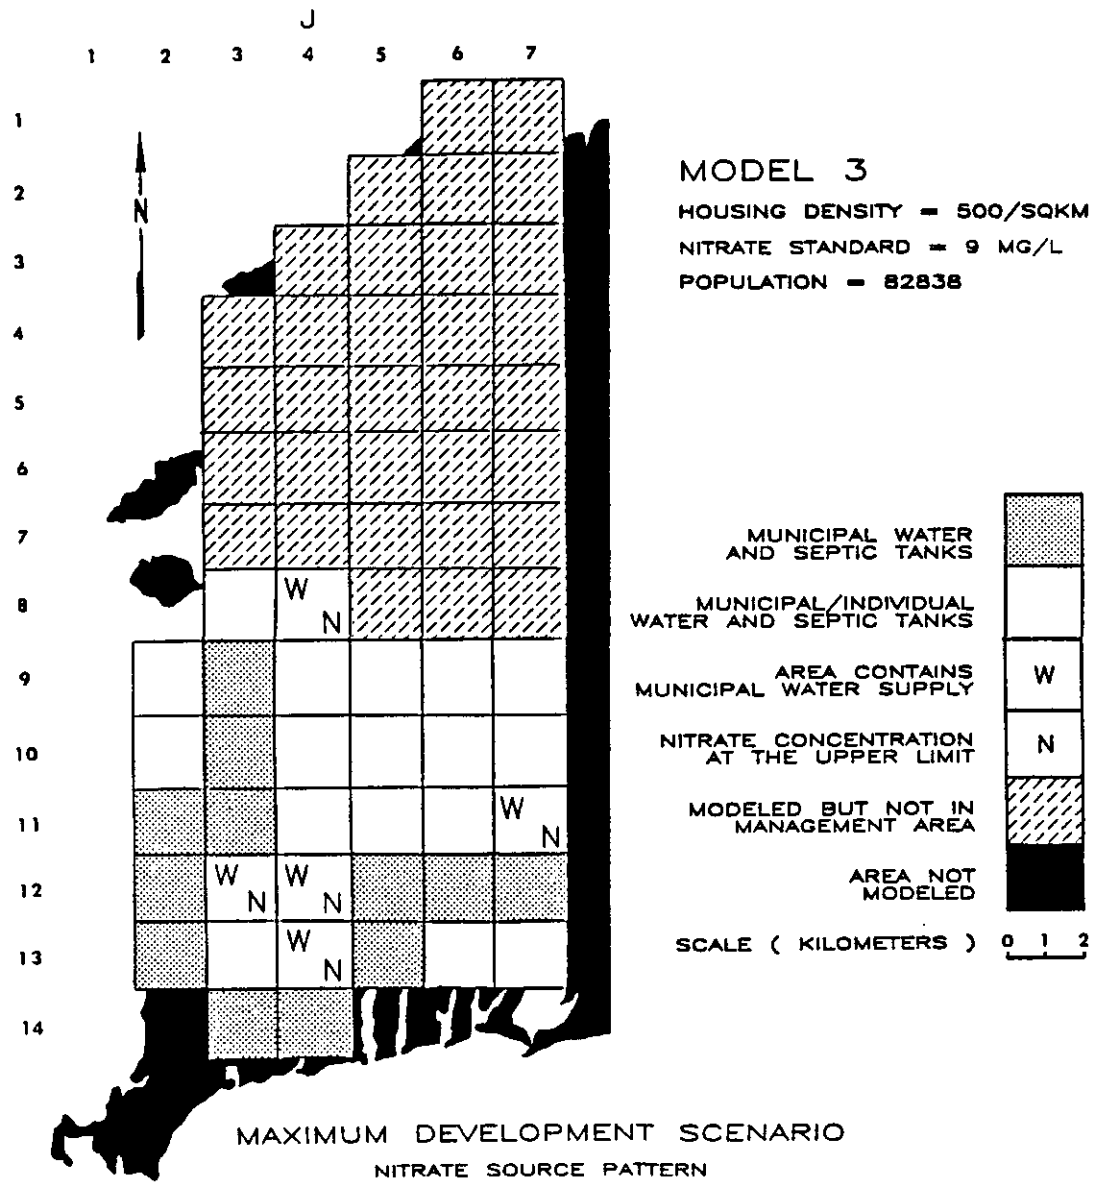 J
1 2 3 4 5 6 7
1
2
3
4
5
6
7
8
9
10
11
12
13
14
N
MODEL 3
HOUSING DENSITY = 500/SQKM
NITRATE STANDARD = 9 MG/L
POPULATION = 82838
W
N
W
N
W W
N N
W
N
MUNICIPAL WATER
AND SEPTIC TANKS
MUNICIPAL/INDIVIDUAL
WATER AND SEPTIC TANKS
AREA CONTAINS
MUNICIPAL WATER SUPPLY
W
NITRATE CONCENTRATION
AT THE UPPER LIMIT
N
MODELED BUT NOT IN
MANAGEMENT AREA
AREA NOT
MODELED
SCALE ( KILOMETERS )
0 1 2
MAXIMUM DEVELOPMENT SCENARIO
NITRATE SOURCE PATTERN